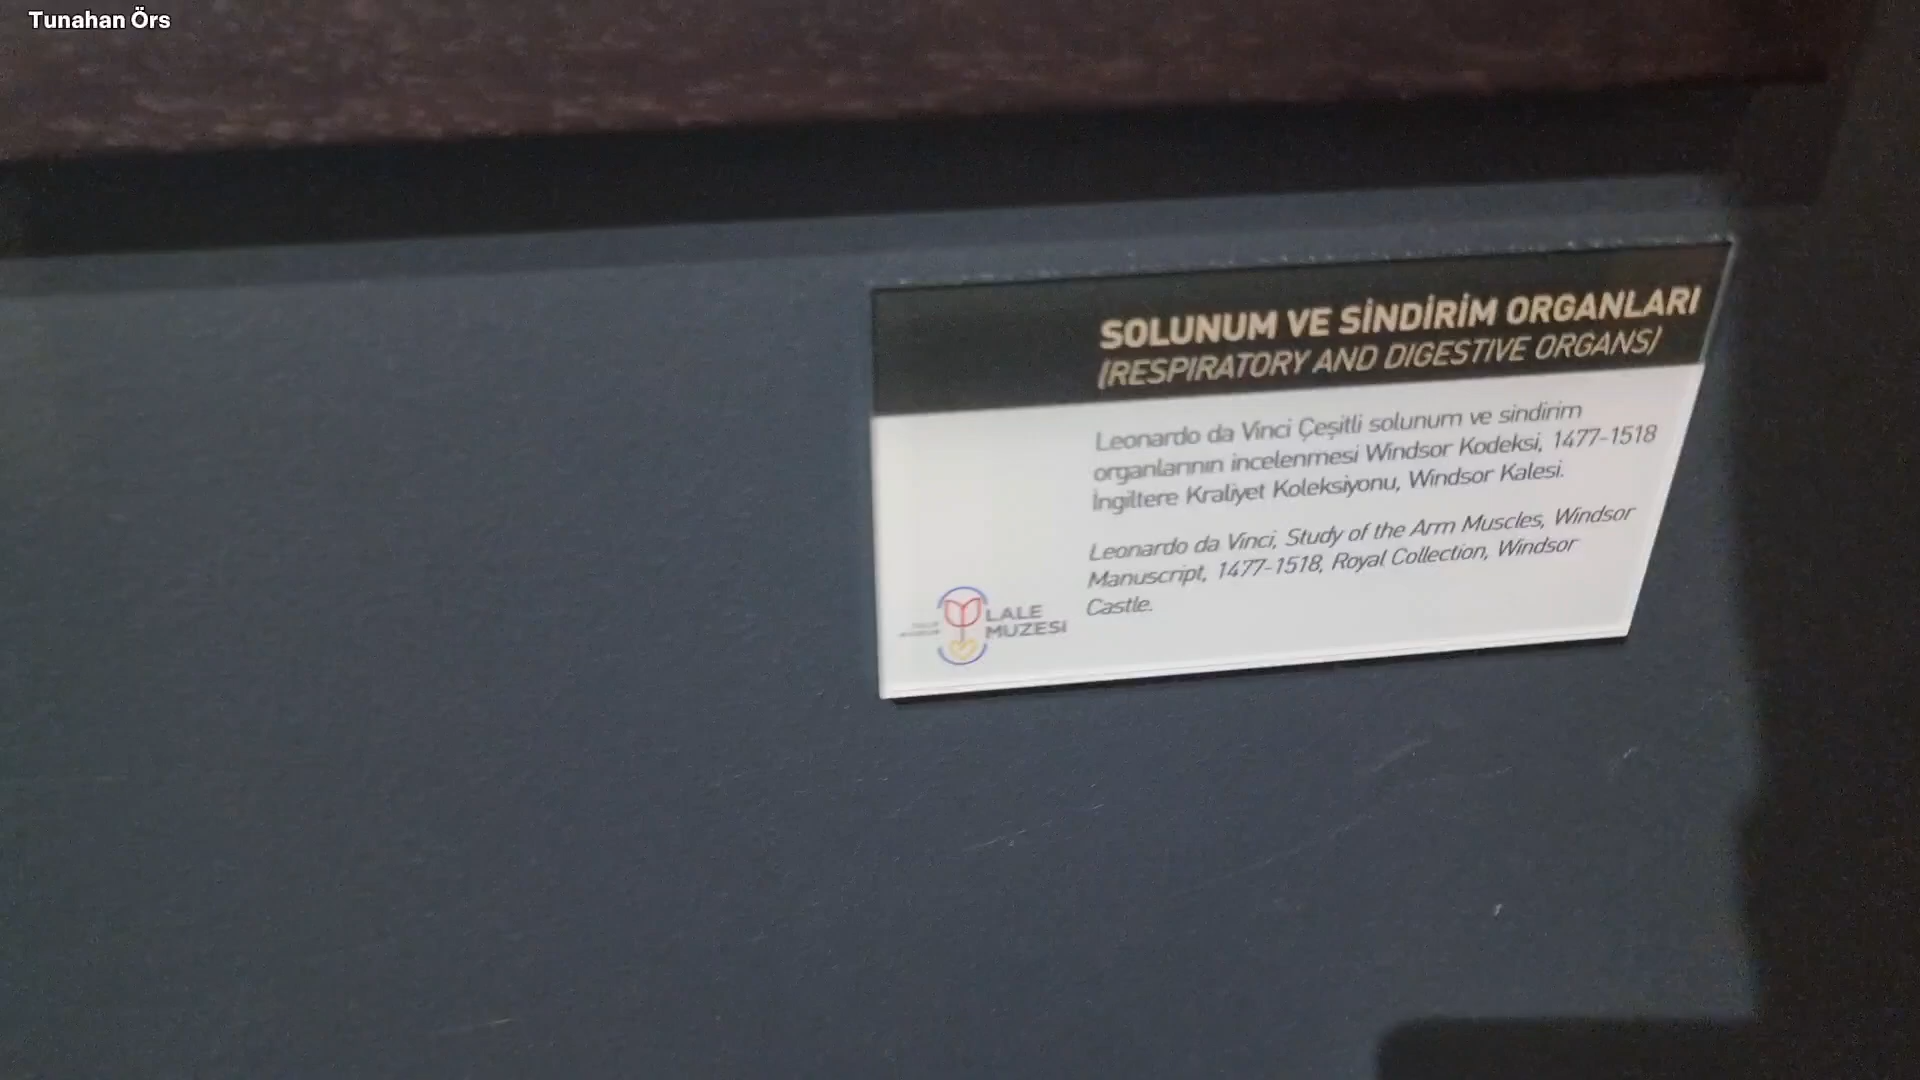 Tunahan Örs
SOLUNUM VE SİNDİRİM ORGANLARI
(RESPIRATORY AND DIGESTIVE ORGANS)
Leonardo da Vinci Çeşitli solunum ve sindirim
organlarının incelenmesi Windsor Kodeksi, 1477-1518
İngiltere Kraliyet Koleksiyonu, Windsor Kalesi.
Leonardo da Vinci, Study of the Arm Muscles, Windsor
Manuscript, 1477-1518, Royal Collection, Windsor
Castle.
LALE
MÜZESİ